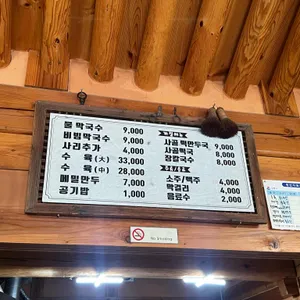 물 막국수 9,000
비빔막국수 9,000
사리추가 4,000
수 육(大) 33,000
수 육(中) 28,000
메밀만두 7,000
공기밥 1,000
사골떡만두국 9,000
사골떡국 8,000
장칼국수 8,000
소주/맥주 4,000
막걸리 4,000
음료수 2,000